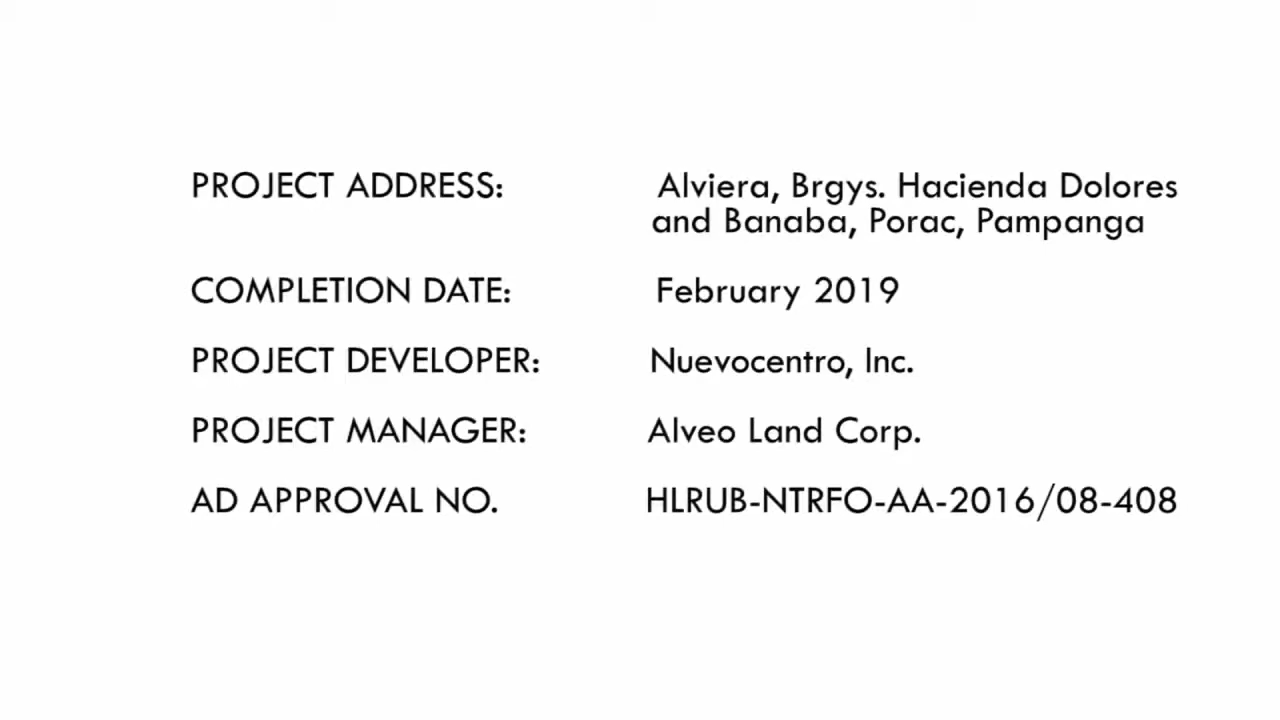 PROJECT ADDRESS: Alviera, Brgys. Hacienda Dolores
and Banaba, Porac, Pampanga
COMPLETION DATE: February 2019
PROJECT DEVELOPER: Nuevocentro, Inc.
PROJECT MANAGER: Alveo Land Corp.
AD APPROVAL NO. HLRUB-NTRFO-AA-2016/08-408